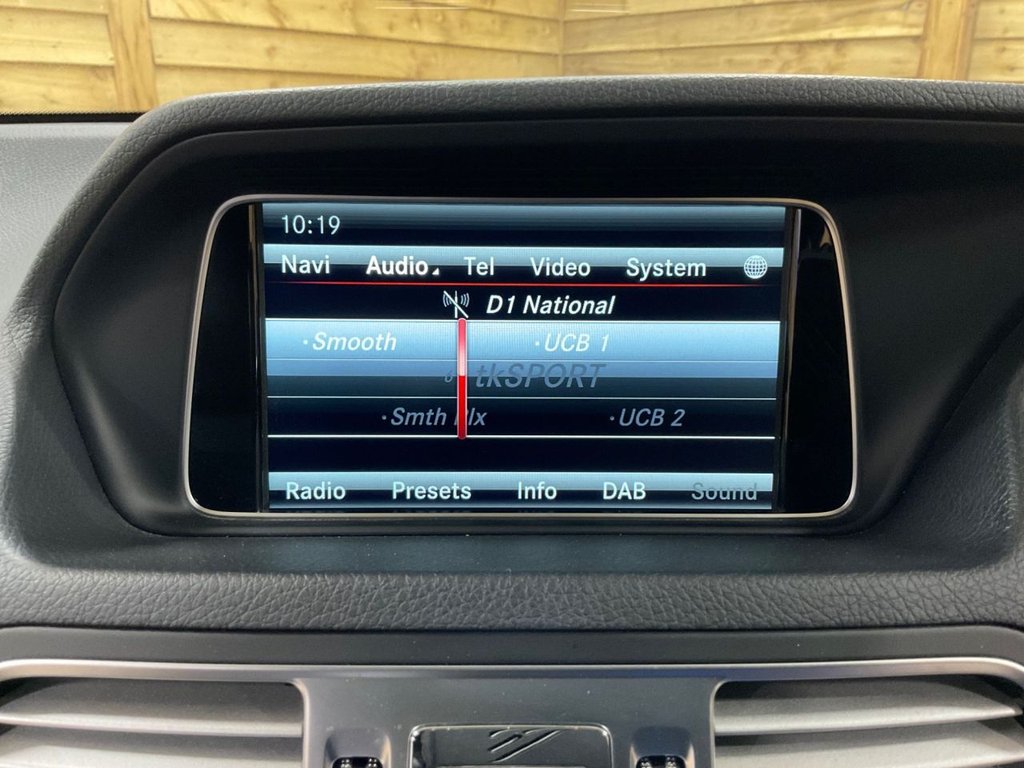 10:19
Navi Audio Tel Video System
D1 National
·Smooth ·UCB 1
tkSPORT
·Smth ·UCB 2
Radio Presets Info DAB Sound